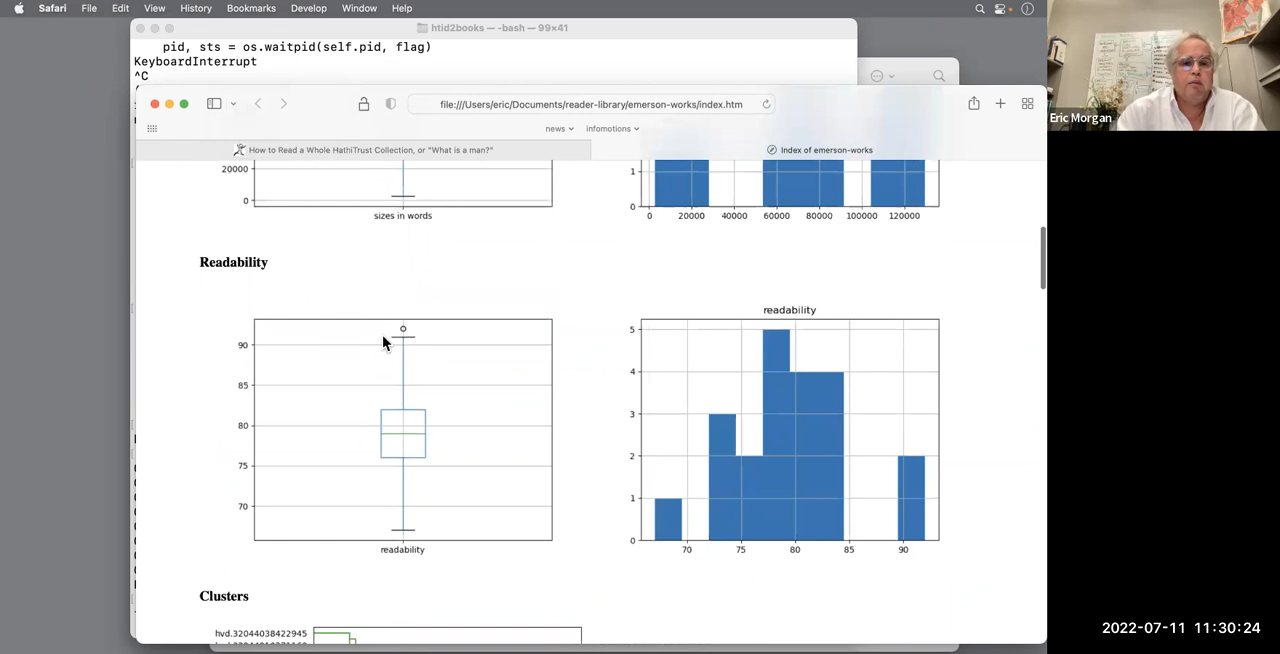 Safari File Edit View History Bookmarks Develop Window Help
htid2books — -bash — 99×41
pid, sts = os.waitpid(self.pid, flag)
KeyboardInterrupt
^C
file:///Users/eric/Documents/reader-library/emerson-works/index.htm
news infomotions
How to Read a Whole HathiTrust Collection, or "What is a man?" Index of emerson-works
Eric Morgan
20000
0
sizes in words
1
0
0 20000 40000 60000 80000 100000 120000
Readability
90
85
80
75
70
readability
readability
5
4
3
2
1
0
70 75 80 85 90
Clusters
hvd.32044038422945
2022-07-11 11:30:24